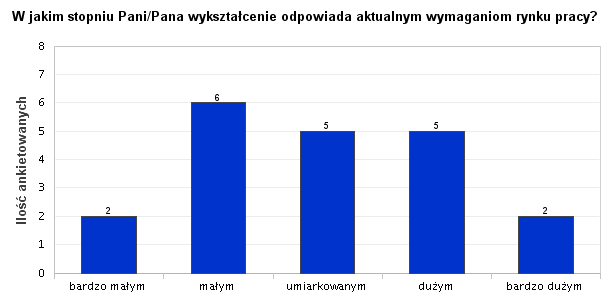 W jakim stopniu Pani/Pana wykształcenie odpowiada aktualnym wymaganiom rynku pracy?
Ilość ankietowanych
8
7
6
5
4
3
2
1
0
2
6
5
5
2
bardzo małym
małym
umiarkowanym
dużym
bardzo dużym